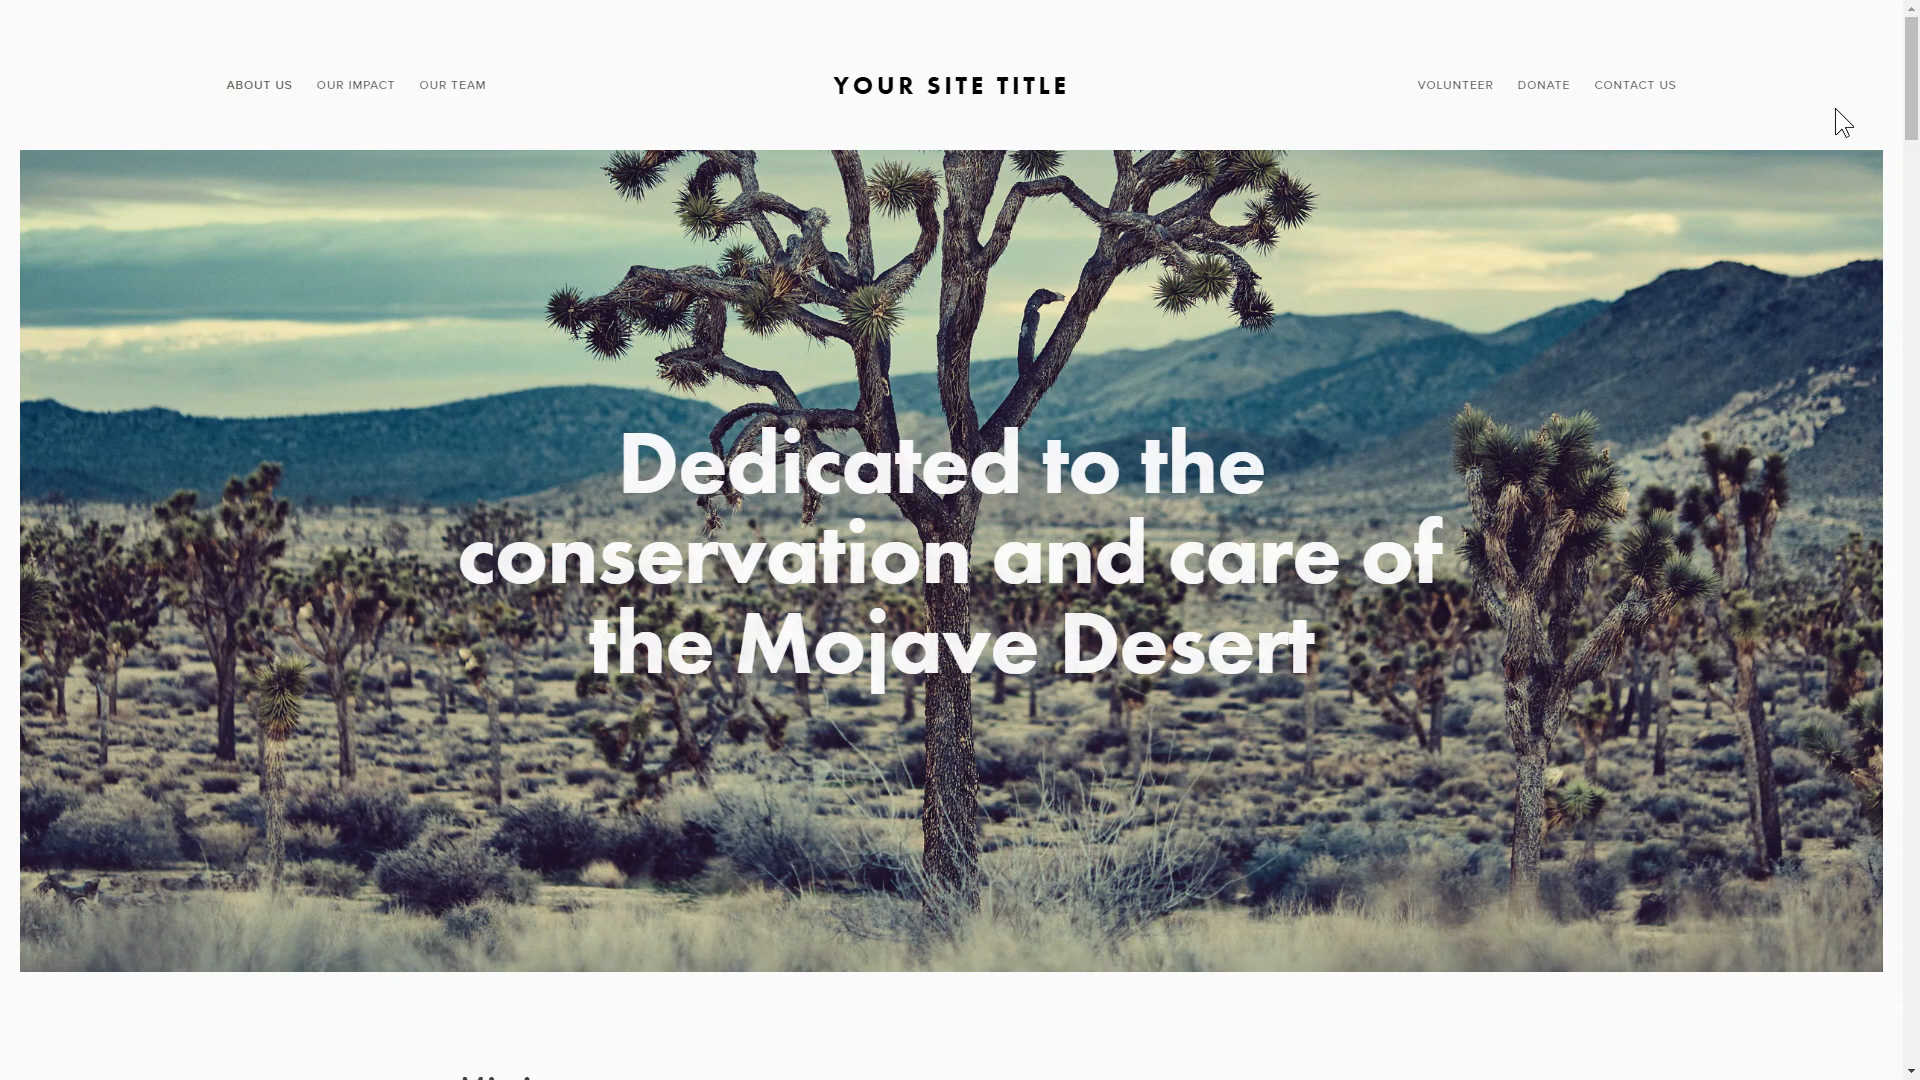 ABOUT US OUR IMPACT OUR TEAM YOUR SITE TITLE VOLUNTEER DONATE CONTACT US
Dedicated to the
conservation and care of
the Mojave Desert